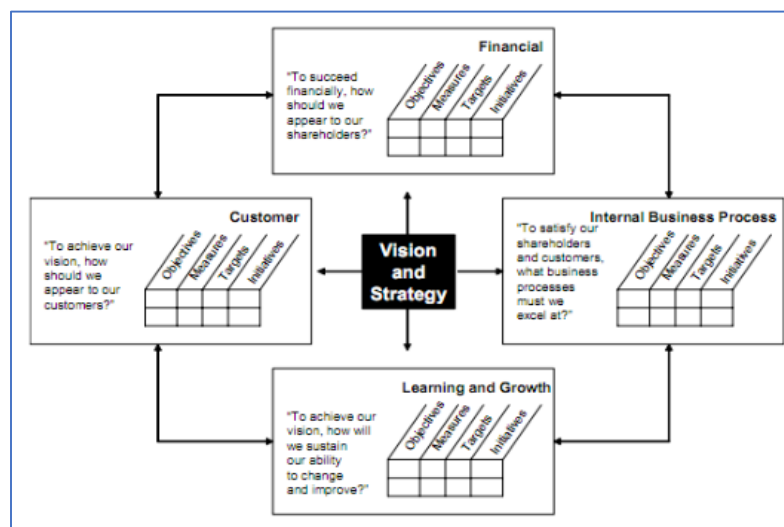 Financial
"To succeed
financially, how
should we
appear to our
shareholders?"
Objectives
Measures
Targets
Initiatives
Customer
"To achieve our
vision, how
should we
appear to our
customers?"
Objectives
Measures
Targets
Initiatives
Vision
and
Strategy
Internal Business Process
"To satisfy our
shareholders
and customers,
what business
processes
must we
excel at?"
Objectives
Measures
Targets
Initiatives
Learning and Growth
"To achieve our
vision, how will
we sustain
our ability
to change
and improve?"
Objectives
Measures
Targets
Initiatives